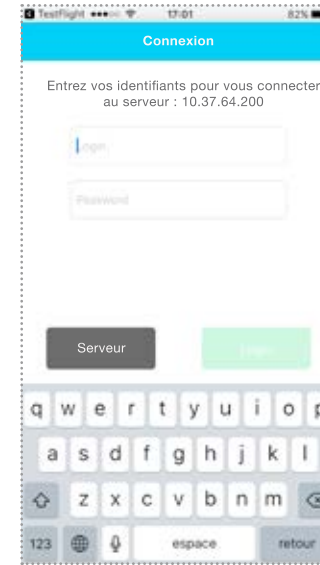 TestFlight 17:01 82%
Connexion
Entrez vos identifiants pour vous connecter
au serveur : 10.37.64.200
Login
Password
Serveur
Login
q w e r t y u i o p
a s d f g h j k l
z x c v b n m
123 espace retour